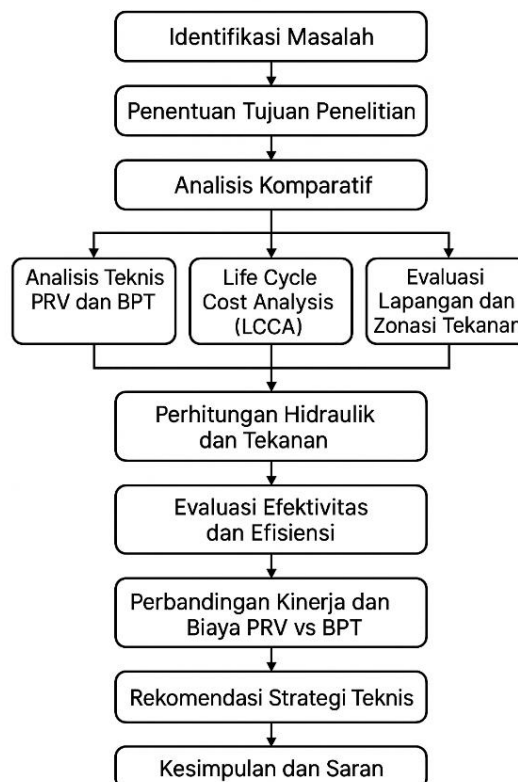 Identifikasi Masalah
Penentuan Tujuan Penelitian
Analisis Komparatif
Analisis Teknis
PRV dan BPT
Life Cycle
Cost Analysis
(LCCA)
Evaluasi
Lapangan dan
Zonasi Tekanan
Perhitungan Hidraulik
dan Tekanan
Evaluasi Efektivitas
dan Efisiensi
Perbandingan Kinerja dan
Biaya PRV vs BPT
Rekomendasi Strategi Teknis
Kesimpulan dan Saran